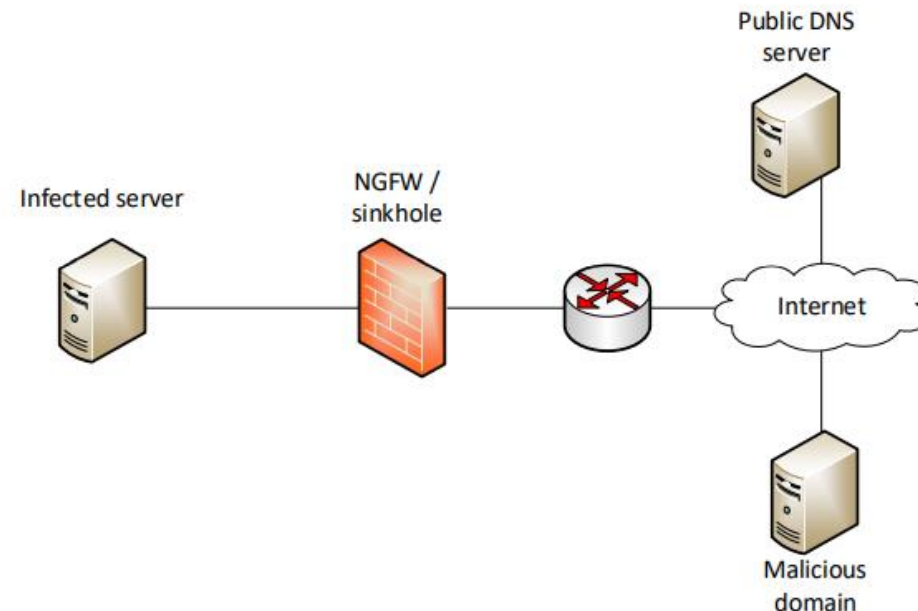 Public DNS
server
Infected server
NGFW /
sinkhole
Internet
Malicious
domain